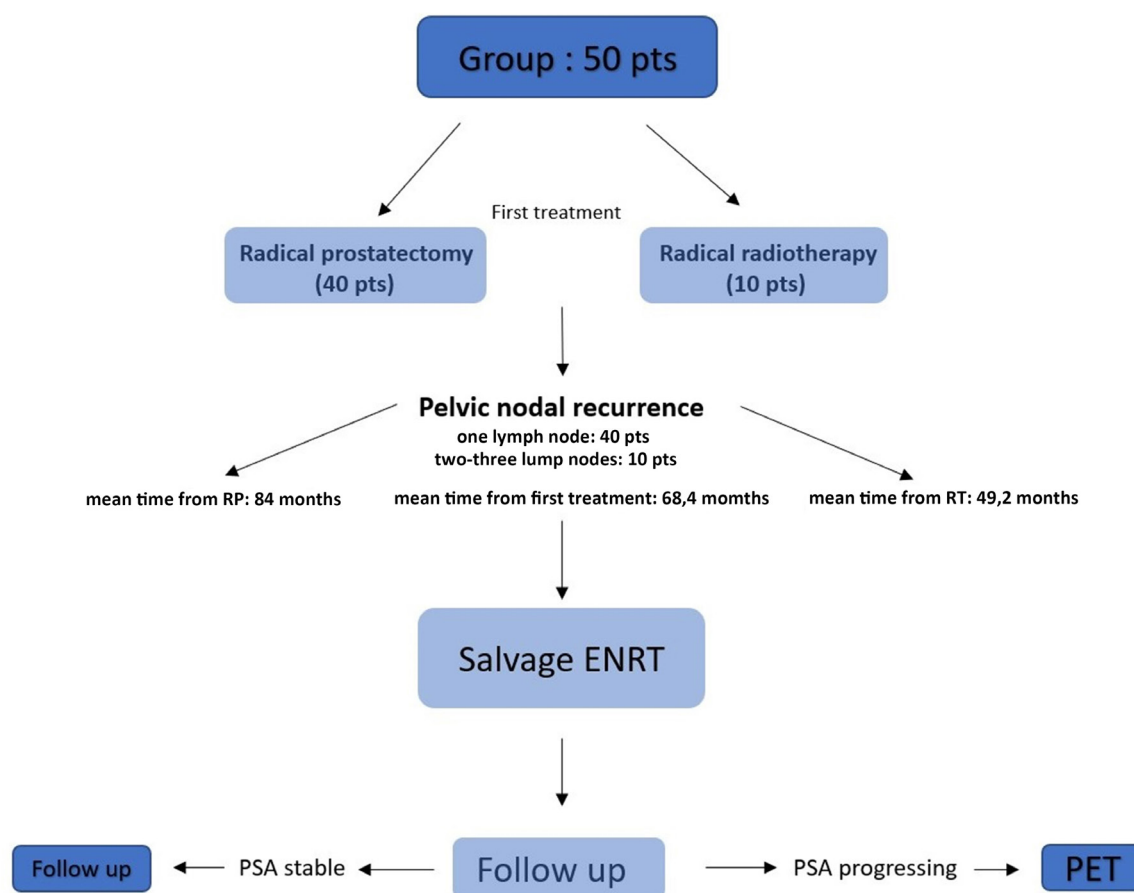 Group : 50 pts
First treatment
Radical prostatectomy
(40 pts)
Radical radiotherapy
(10 pts)
Pelvic nodal recurrence
one lymph node: 40 pts
two-three lump nodes: 10 pts
mean time from RP: 84 months
mean time from first treatment: 68,4 momths
mean time from RT: 49,2 months
Salvage ENRT
Follow up
PSA stable
Follow up
PSA progressing
PET